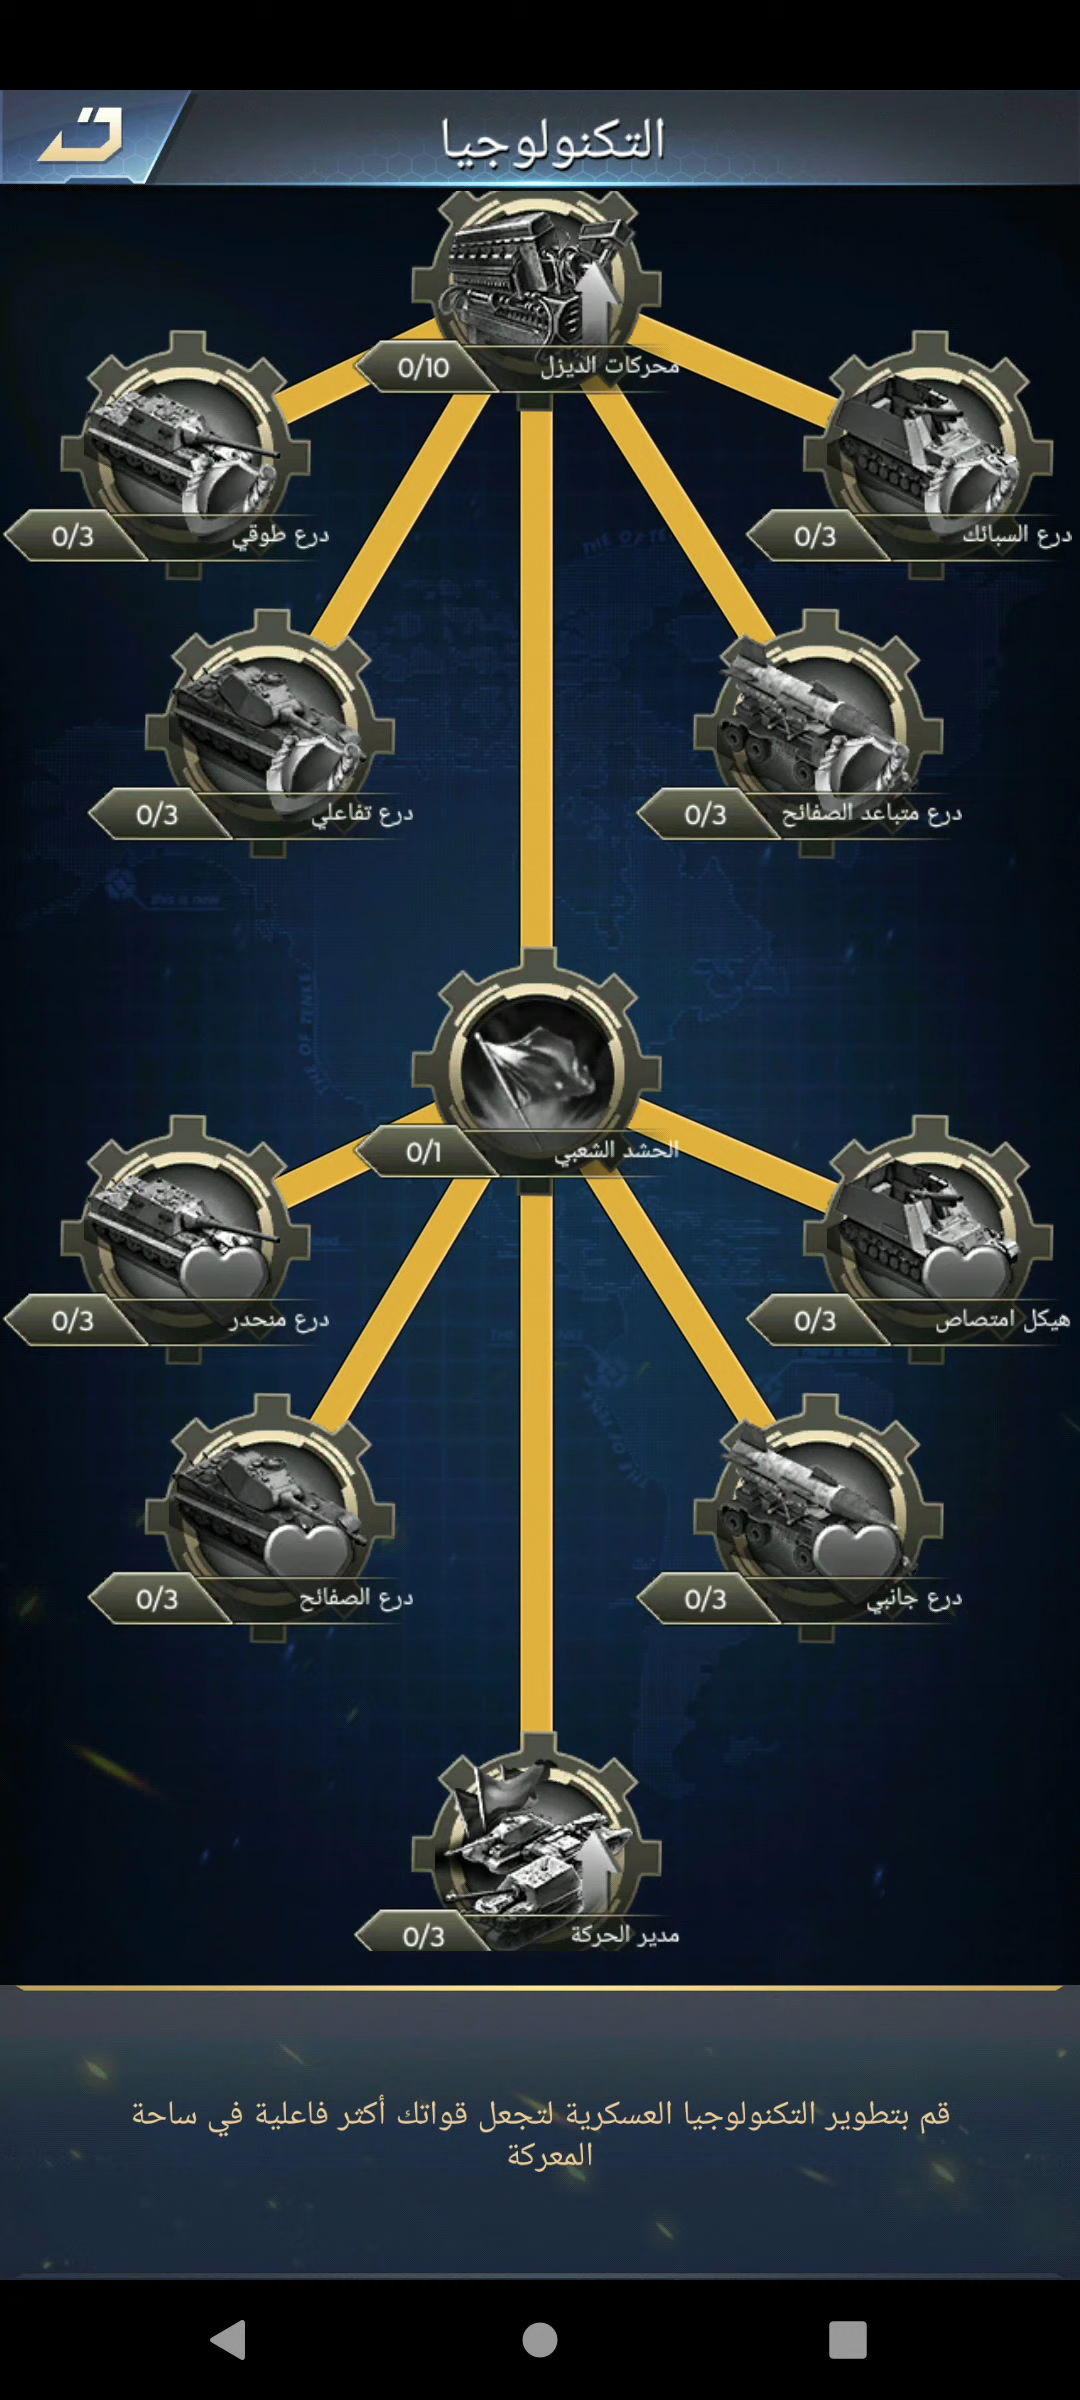 التكنولوجيا
محركات الديزل
0/10
درع السبائك
0/3
درع طوقي
0/3
درع متباعد الصفائح
0/3
درع تفاعلي
0/3
this is new
الحشد الشعبي
0/1
هيكل امتصاص
0/3
درع منحدر
0/3
درع جانبي
0/3
درع الصفائح
0/3
مدير الحركة
0/3
قم بتطوير التكنولوجيا العسكرية لتجعل قواتك أكثر فاعلية في ساحة
المعركة